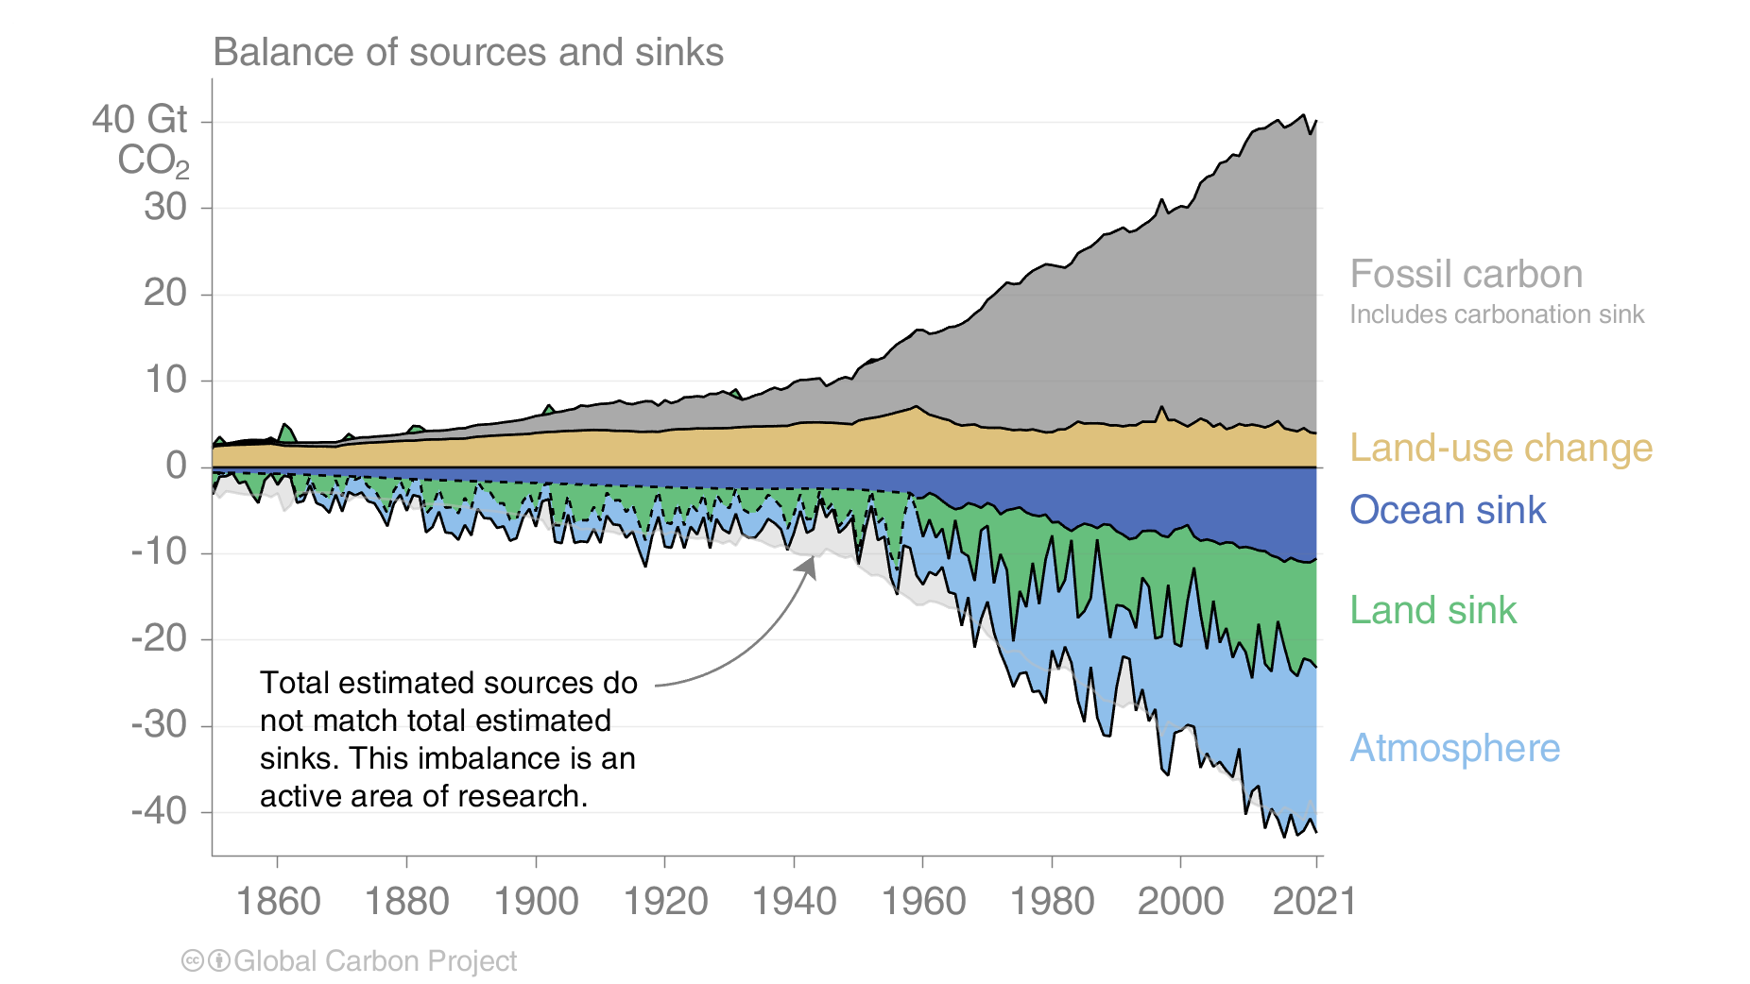 Balance of sources and sinks
40 Gt
CO₂
30
20
10
0
-10
-20
-30
-40
Fossil carbon
Includes carbonation sink
Land-use change
Ocean sink
Land sink
Atmosphere
Total estimated sources do
not match total estimated
sinks. This imbalance is an
active area of research.
1860 1880 1900 1920 1940 1960 1980 2000 2021
cc Global Carbon Project